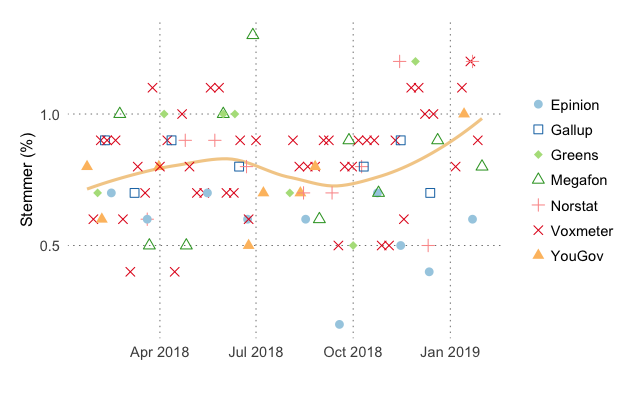 Stemmer (%)
1.0
0.5
Apr 2018
Jul 2018
Oct 2018
Jan 2019
Epinion
Gallup
Greens
Megafon
Norstat
Voxmeter
YouGov